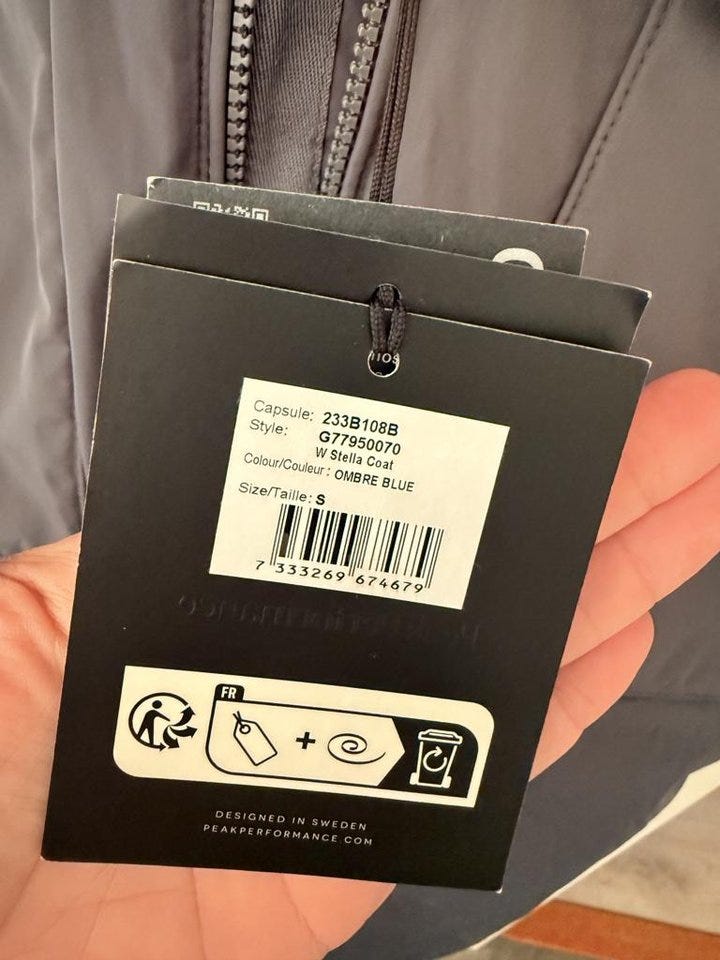 Capsule: 233B108B
Style: G77950070
W Stella Coat
Colour/Couleur : OMBRE BLUE
Size/Taille: S
7 333269 674679
FR
DESIGNED IN SWEDEN
PEAKPERFORMANCE.COM